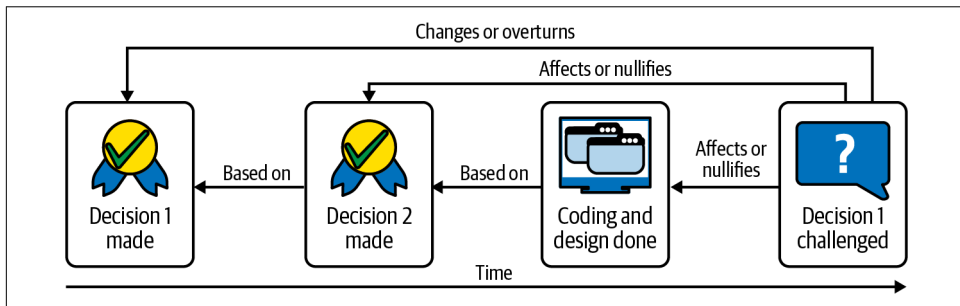 Changes or overturns
Affects or nullifies
Based on
Based on
Affects or
nullifies
?
Decision 1
made
Decision 2
made
Coding and
design done
Decision 1
challenged
Time